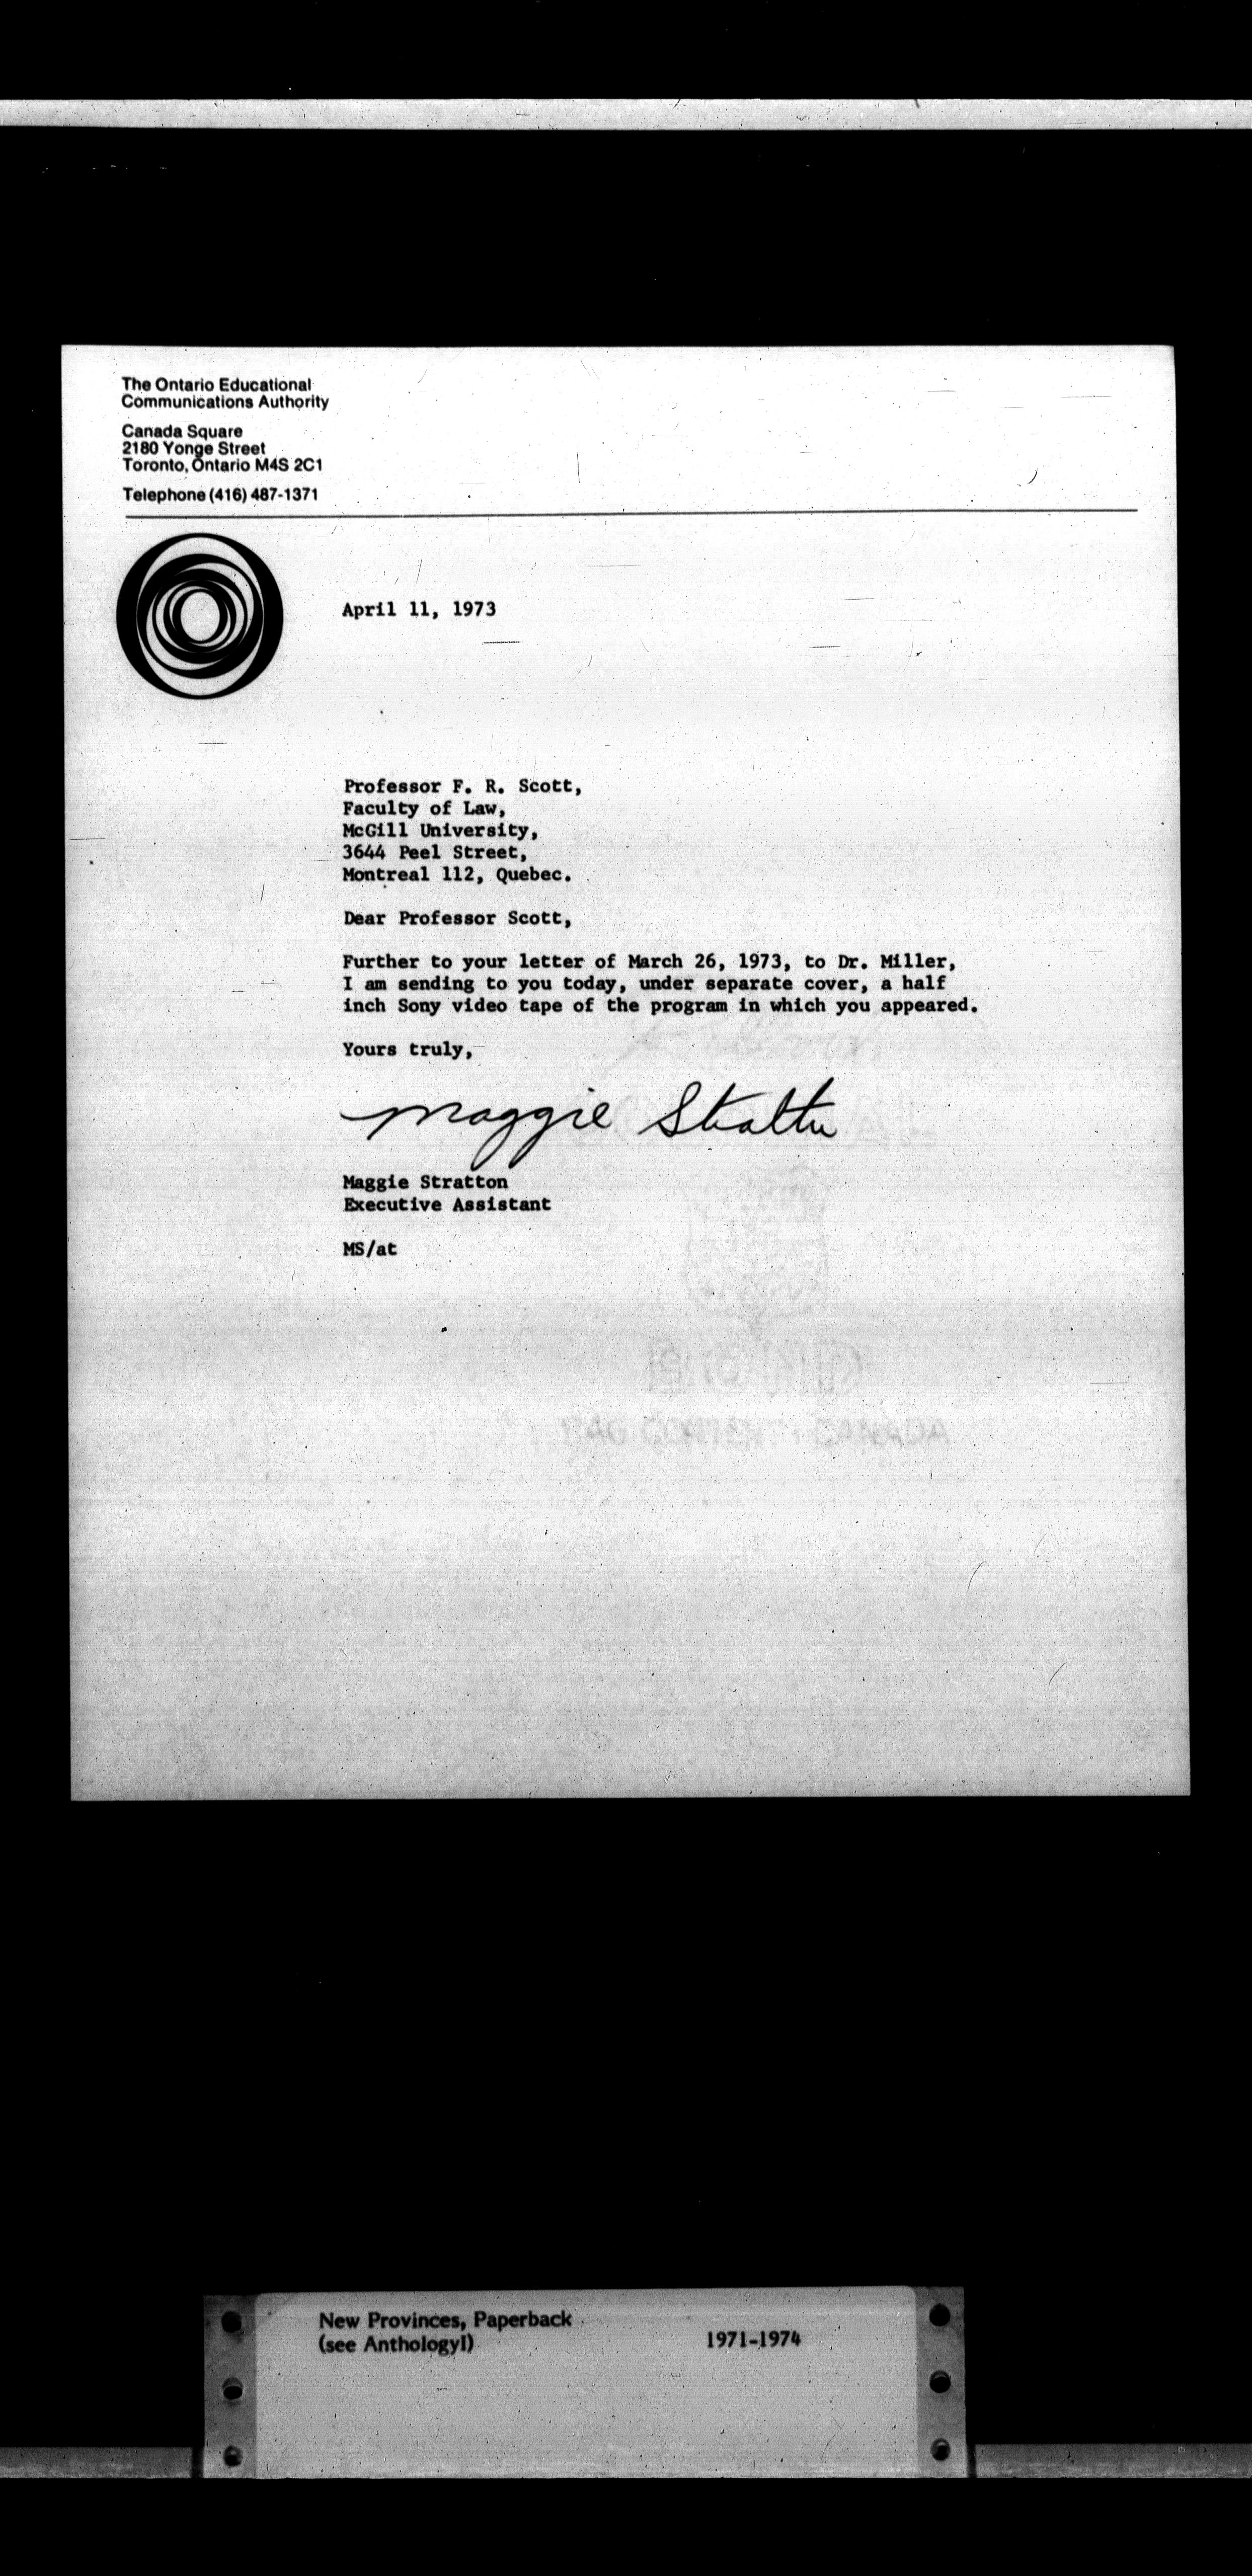 The Ontario Educational
Communications Authority
Canada Square
2180 Yonge Street
Toronto, Ontario M4S 2C1
Telephone (416) 487-1371
April 11, 1973
Professor F. R. Scott,
Faculty of Law,
McGill University,
3644 Peel Street,
Montreal 112, Quebec.
Dear Professor Scott,
Further to your letter of March 26, 1973, to Dr. Miller,
I am sending to you today, under separate cover, a half
inch Sony video tape of the program in which you appeared.
Yours truly,
Maggie Stratton
Maggie Stratton
Executive Assistant
MS/at
New Provinces, Paperback
(see AnthologyI)
1971-1974